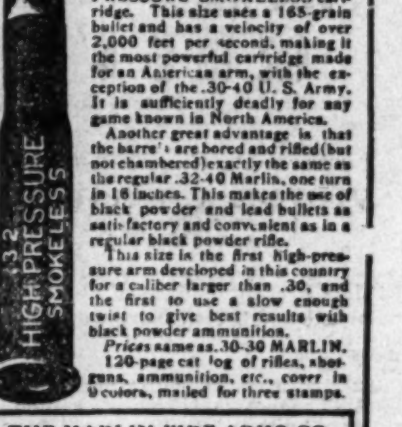 .32
HIGH PRESSURE
SMOKELESS
ridge. This size uses a 165-grain
bullet and has a velocity of over
2,000 feet per second, making it
the most powerful cartridge made
for an American arm, with the ex-
ception of the .30-40 U. S. Army.
It is sufficiently deadly for any
game known in North America.
Another great advantage is that
the barre's are bored and rifled (but
not chambered) exactly the same as
the regular .32-40 Marlin, one turn
in 16 inches. This makes the use of
black powder and lead bullets as
satisfactory and convenient as in a
regular black powder rifle.
This size is the first high-pres-
sure arm developed in this country
for a caliber larger than .30, and
the first to use a slow enough
twist to give best results with
black powder ammunition.
Prices same as .30-30 MARLIN.
120-page cat log of rifles, shot-
guns, ammunition, etc., cover in
9 colors, mailed for three stamps.